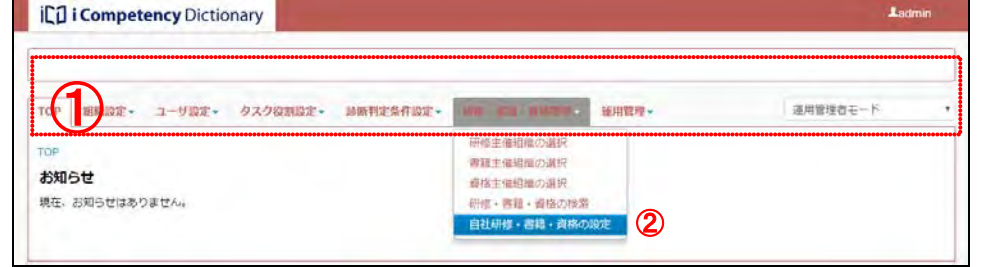 iCD i Competency Dictionary
admin
TOP 組織設定 ユーザ設定 タスク役割設定 診断判定条件設定 研修・書籍・資格管理 運用管理 運用管理者モード
①
TOP
お知らせ
現在、お知らせはありません。
研修主催組織の選択
書籍主催組織の選択
資格主催組織の選択
研修・書籍・資格の検索
自社研修・書籍・資格の設定
②